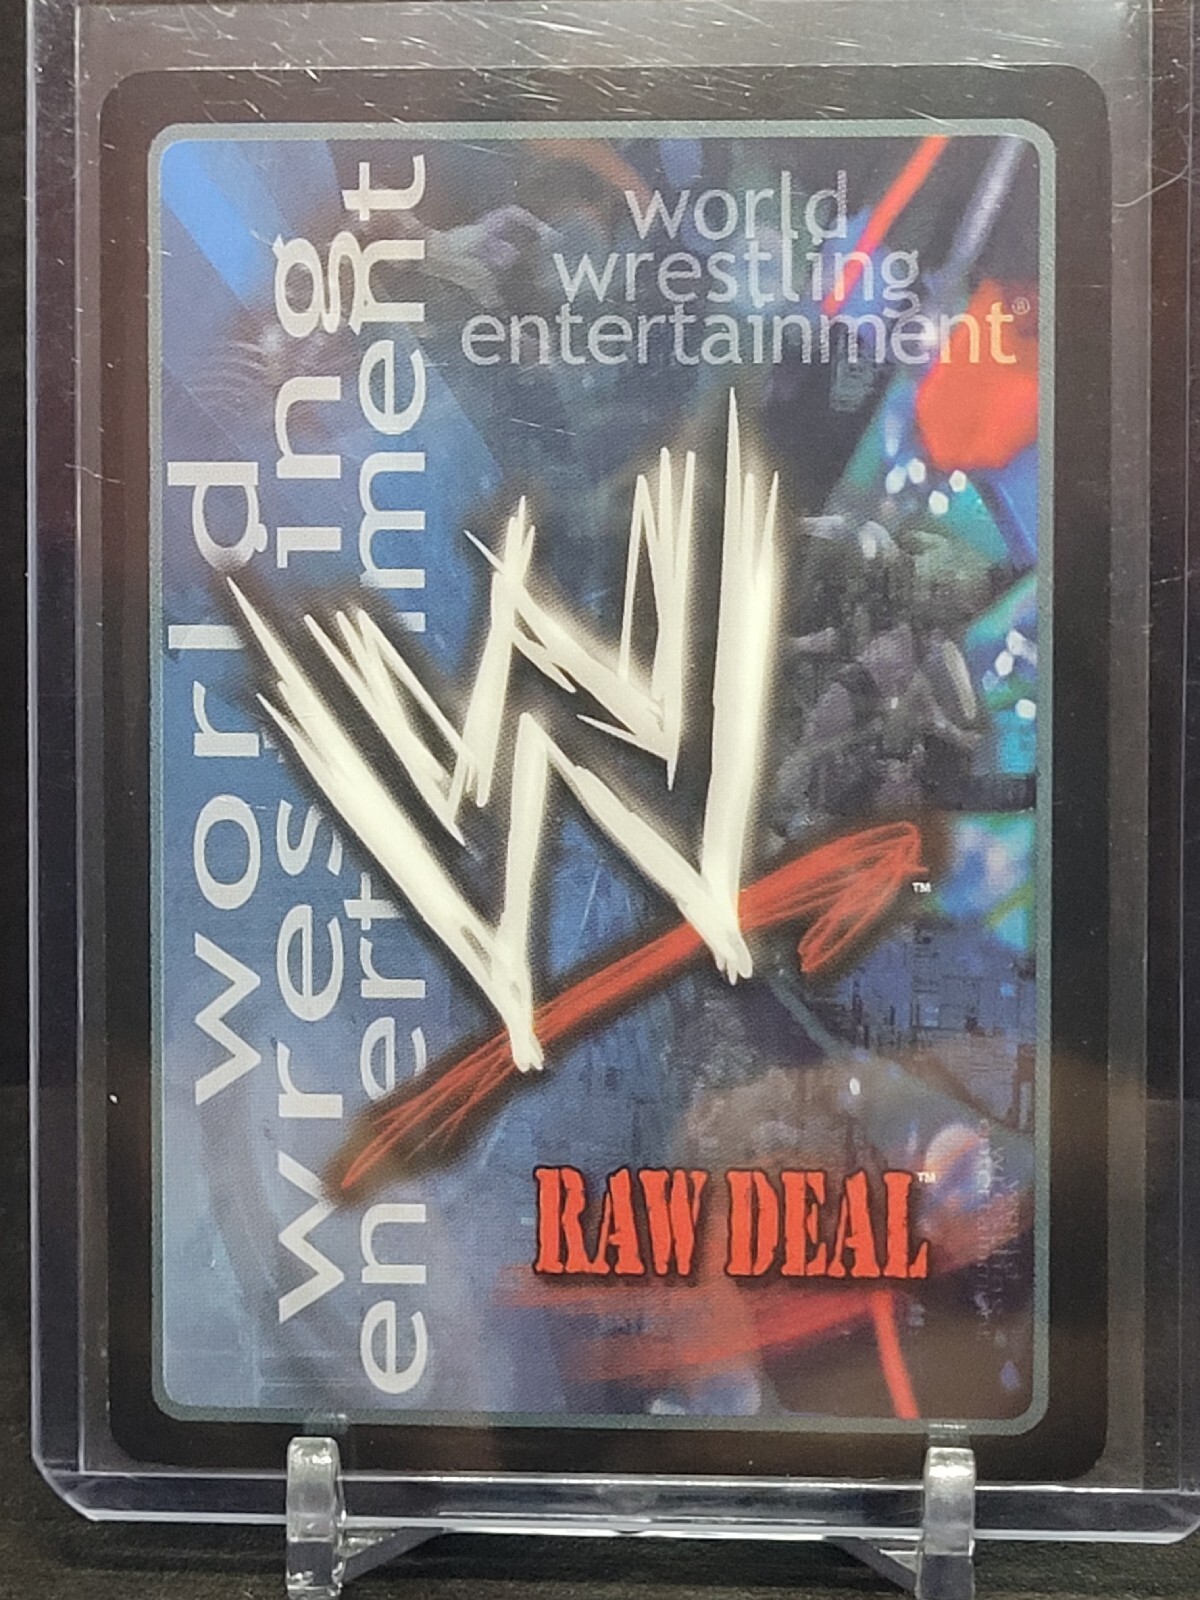 world
wrestling
entertainment®
world
wrestling
entertainment
W
™
RAW DEAL™